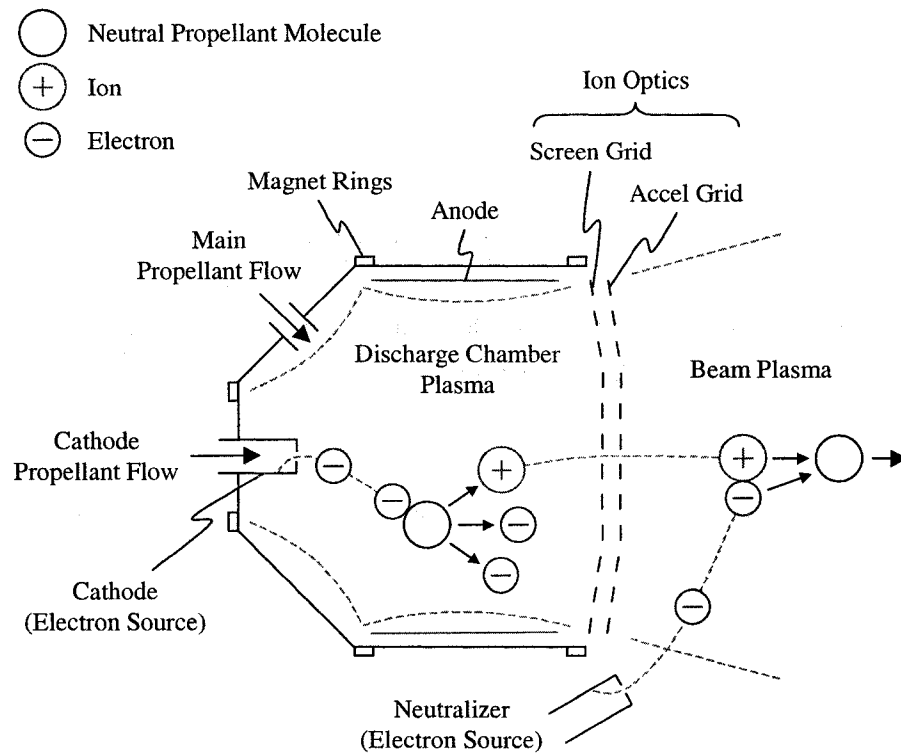 Neutral Propellant Molecule
+ Ion
− Electron
Ion Optics
Screen Grid
Magnet Rings
Accel Grid
Anode
Main
Propellant Flow
Discharge Chamber
Plasma
Beam Plasma
Cathode
Propellant Flow
+
+
−
−
−
−
−
−
Cathode
(Electron Source)
Neutralizer
(Electron Source)